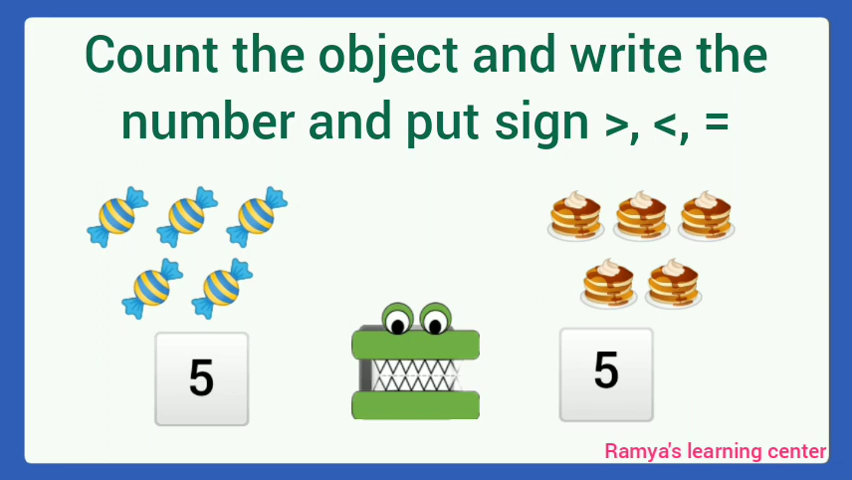 Count the object and write the
number and put sign >, <, =
5
5
Ramya's learning center